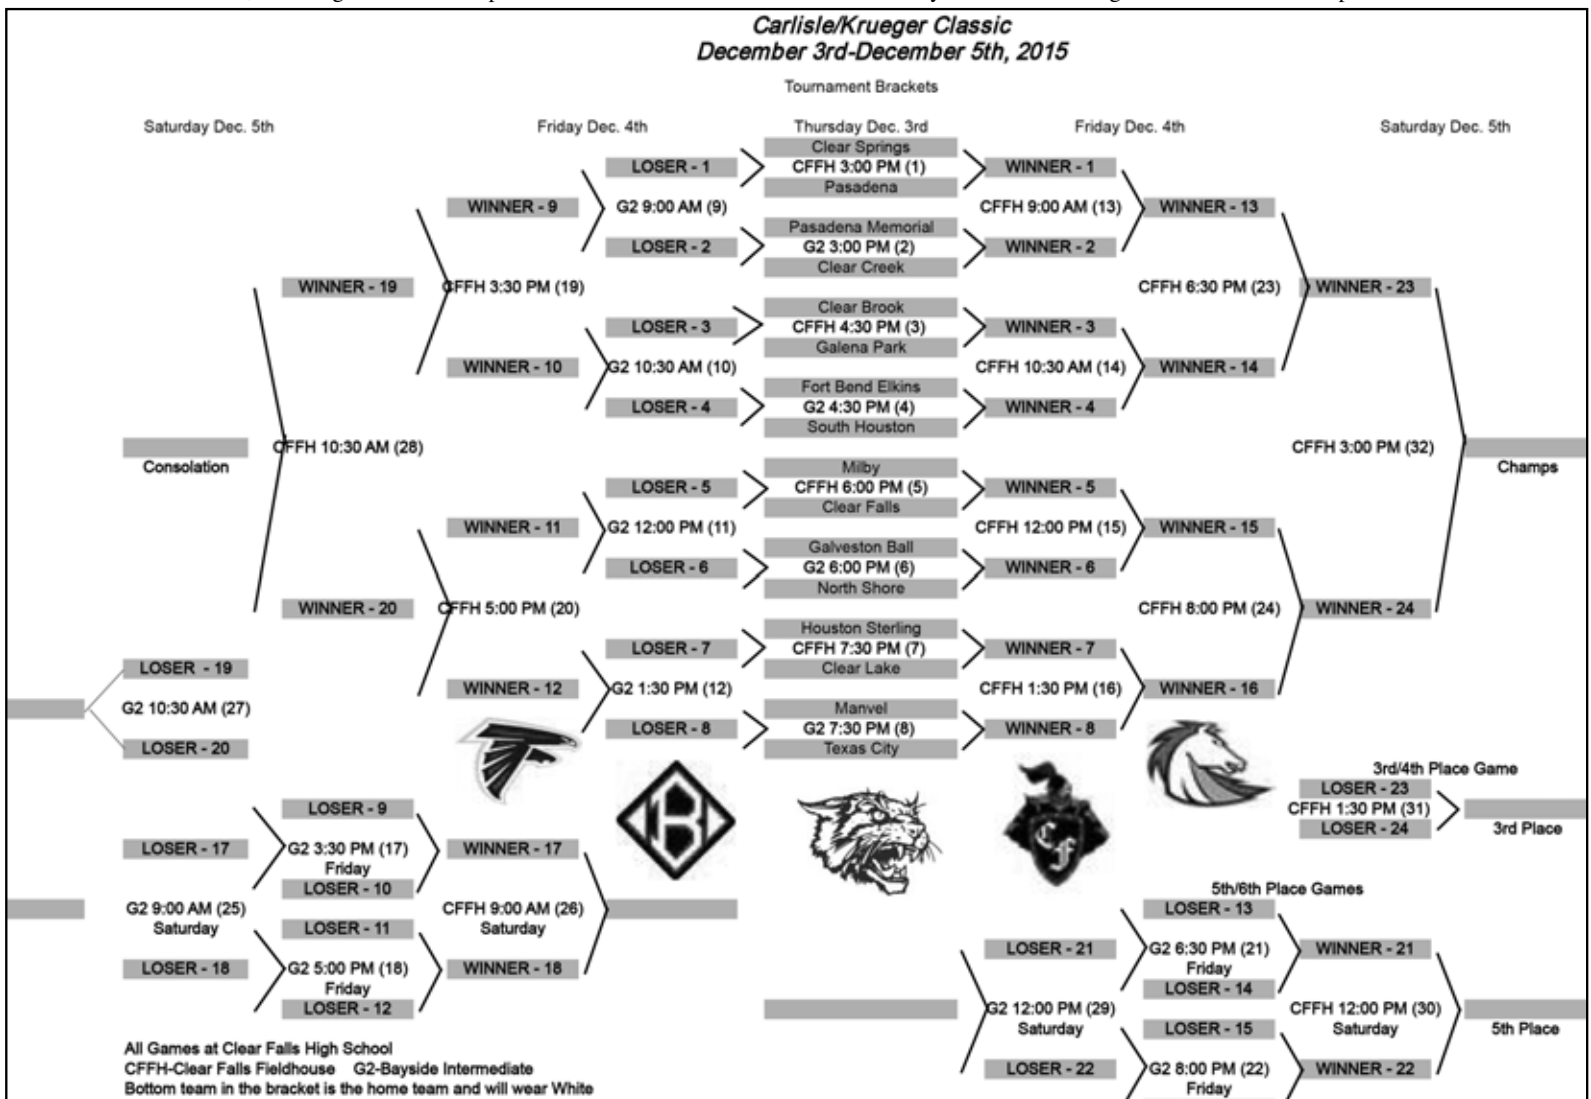 Carlisle/Krueger Classic
December 3rd-December 5th, 2015
Tournament Brackets
Saturday Dec. 5th
Friday Dec. 4th
Thursday Dec. 3rd
Friday Dec. 4th
Saturday Dec. 5th
Clear Springs
LOSER - 1
CFFH 3:00 PM (1)
WINNER - 1
Pasadena
WINNER - 9
G2 9:00 AM (9)
CFFH 9:00 AM (13)
WINNER - 13
Pasadena Memorial
LOSER - 2
G2 3:00 PM (2)
WINNER - 2
Clear Creek
WINNER - 19
CFFH 3:30 PM (19)
CFFH 6:30 PM (23)
WINNER - 23
Clear Brook
LOSER - 3
CFFH 4:30 PM (3)
WINNER - 3
Galena Park
WINNER - 10
G2 10:30 AM (10)
CFFH 10:30 AM (14)
WINNER - 14
Fort Bend Elkins
LOSER - 4
G2 4:30 PM (4)
WINNER - 4
South Houston
CFFH 10:30 AM (28)
CFFH 3:00 PM (32)
Consolation
Champs
Milby
LOSER - 5
CFFH 6:00 PM (5)
WINNER - 5
Clear Falls
WINNER - 11
G2 12:00 PM (11)
CFFH 12:00 PM (15)
WINNER - 15
Galveston Ball
LOSER - 6
G2 6:00 PM (6)
WINNER - 6
North Shore
WINNER - 20
CFFH 5:00 PM (20)
CFFH 8:00 PM (24)
WINNER - 24
Houston Sterling
LOSER - 7
CFFH 7:30 PM (7)
WINNER - 7
Clear Lake
LOSER - 19
WINNER - 12
G2 1:30 PM (12)
CFFH 1:30 PM (16)
WINNER - 16
G2 10:30 AM (27)
Manvel
LOSER - 8
G2 7:30 PM (8)
WINNER - 8
Texas City
LOSER - 20
B
C F
3rd/4th Place Game
LOSER - 23
CFFH 1:30 PM (31)
LOSER - 24
3rd Place
LOSER - 9
LOSER - 17
G2 3:30 PM (17)
Friday
WINNER - 17
LOSER - 10
G2 9:00 AM (25)
Saturday
CFFH 9:00 AM (26)
Saturday
LOSER - 11
LOSER - 18
G2 5:00 PM (18)
Friday
WINNER - 18
LOSER - 12
5th/6th Place Games
LOSER - 13
LOSER - 21
G2 6:30 PM (21)
Friday
WINNER - 21
LOSER - 14
G2 12:00 PM (29)
Saturday
CFFH 12:00 PM (30)
Saturday
5th Place
LOSER - 15
LOSER - 22
G2 8:00 PM (22)
Friday
WINNER - 22
All Games at Clear Falls High School
CFFH-Clear Falls Fieldhouse G2-Bayside Intermediate
Bottom team in the bracket is the home team and will wear White